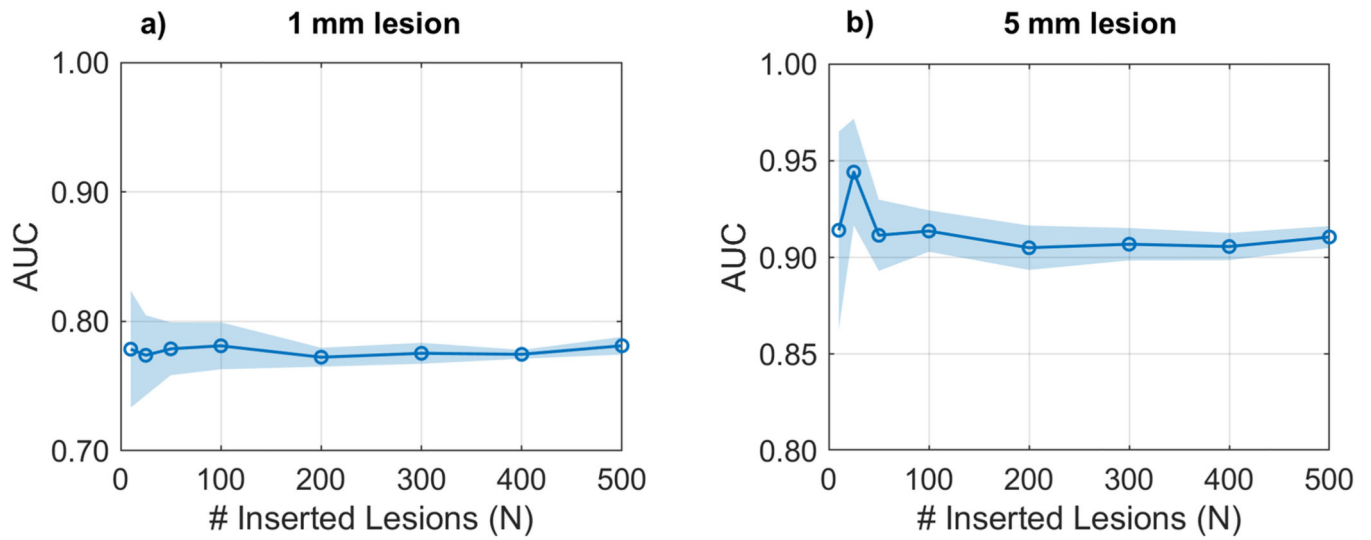 a) 1 mm lesion
1.00
0.90
0.80
0.70
AUC
0 100 200 300 400 500
# Inserted Lesions (N)
b) 5 mm lesion
1.00
0.95
0.90
0.85
0.80
AUC
0 100 200 300 400 500
# Inserted Lesions (N)